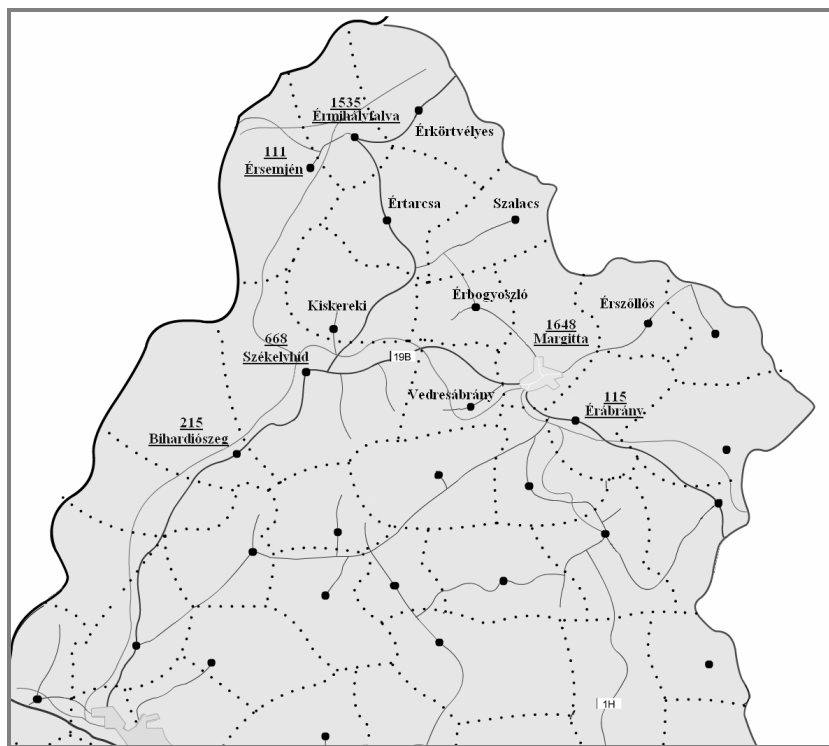 1535
Érmihályfalva
Érkörtvélyes
111
Érsemjén
Értarcsa
Szalacs
Kiskereki
Érbogyoszló
Érszőllős
1648
Margitta
668
Székelyhíd
19B
Vedresábrány
115
Érábrány
215
Bihardiószeg
1H